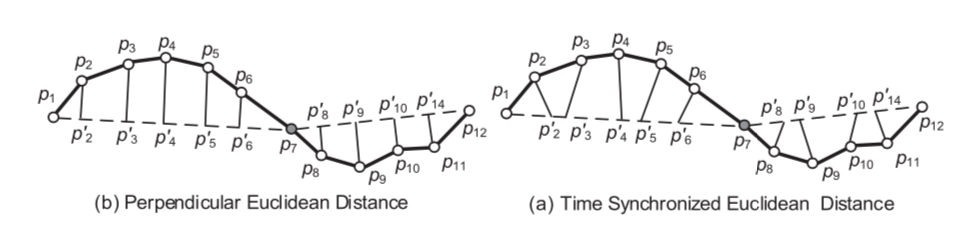 p1 p2 p3 p4 p5 p6 p7 p8 p9 p10 p11 p12
p'2 p'3 p'4 p'5 p'6 p'8 p'9 p'10 p'14
(b) Perpendicular Euclidean Distance
p1 p2 p3 p4 p5 p6 p7 p8 p9 p10 p11 p12
p'2 p'3 p'4 p'5 p'6 p'8 p'9 p'10 p'14
(a) Time Synchronized Euclidean Distance